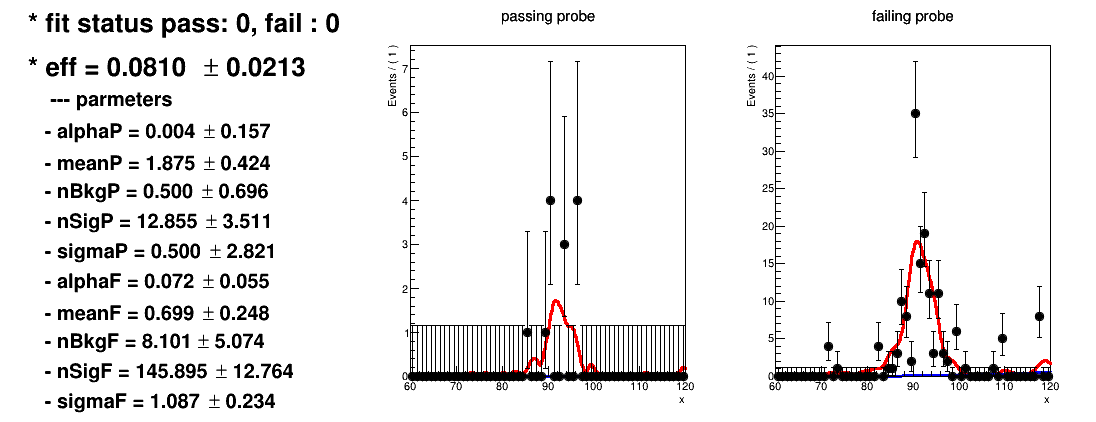 * fit status pass: 0, fail : 0
* eff = 0.0810 ± 0.0213
--- parmeters
- alphaP = 0.004 ± 0.157
- meanP = 1.875 ± 0.424
- nBkgP = 0.500 ± 0.696
- nSigP = 12.855 ± 3.511
- sigmaP = 0.500 ± 2.821
- alphaF = 0.072 ± 0.055
- meanF = 0.699 ± 0.248
- nBkgF = 8.101 ± 5.074
- nSigF = 145.895 ± 12.764
- sigmaF = 1.087 ± 0.234
passing probe
Events / ( 1 )
7
6
5
4
3
2
1
0
60 70 80 90 100 110 120
x
failing probe
Events / ( 1 )
40
35
30
25
20
15
10
5
0
60 70 80 90 100 110 120
x